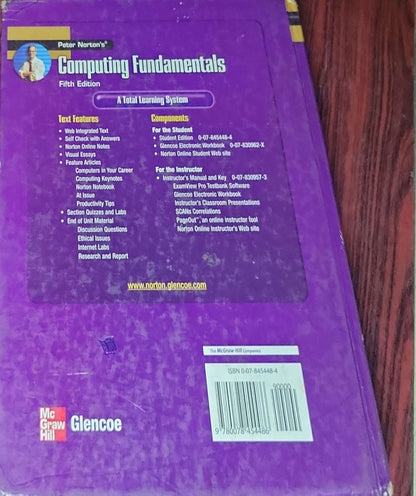 Peter Norton's®
Computing Fundamentals
Fifth Edition
A Total Learning System
Text Features
• Web Integrated Text
• Self Check with Answers
• Norton Online Notes
• Visual Essays
• Feature Articles
Computers in Your Career
Computing Keynotes
Norton Notebook
At Issue
Productivity Tips
• Section Quizzes and Labs
• End of Unit Material
Discussion Questions
Ethical Issues
Internet Labs
Research and Report
Components
For the Student
• Student Edition 0-07-845448-4
• Glencoe Electronic Workbook 0-07-830962-X
• Norton Online Student Web site
For the Instructor
• Instructor's Manual and Key 0-07-830957-3
ExamView Pro Testbank Software
Glencoe Electronic Workbook
Instructor's Classroom Presentations
SCANs Correlations
PageOut™, an online instructor tool
Norton Online Instructor's Web site
www.norton.glencoe.com
The McGraw-Hill Companies
ISBN 0-07-845448-4
90000
9 780078 454486
Mc
Graw
Hill
Glencoe